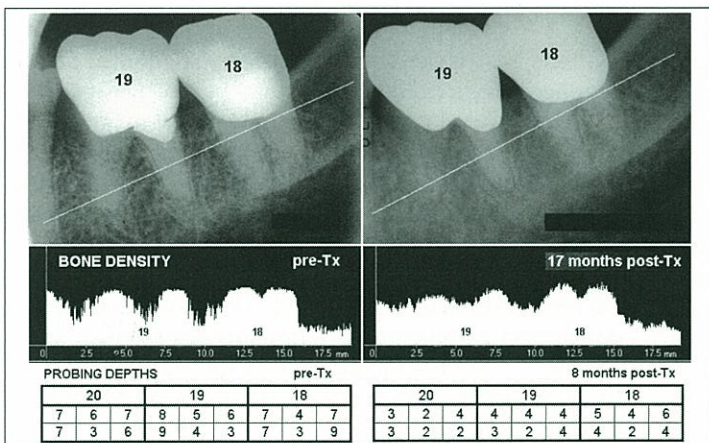 19
18
19
18
BONE DENSITY pre-Tx
19 18
0 2.5 5.0 7.5 10.0 12.5 15.0 17.5 mm
17 months post-Tx
19 18
0 2.5 5.0 7.5 10.0 12.5 15.0 17.5 mm
PROBING DEPTHS pre-Tx
20 19 18
7 6 7 8 5 6 7 4 7
7 3 6 9 4 3 7 3 9
8 months post-Tx
20 19 18
3 2 4 4 4 4 5 4 6
3 2 2 3 2 4 4 2 4